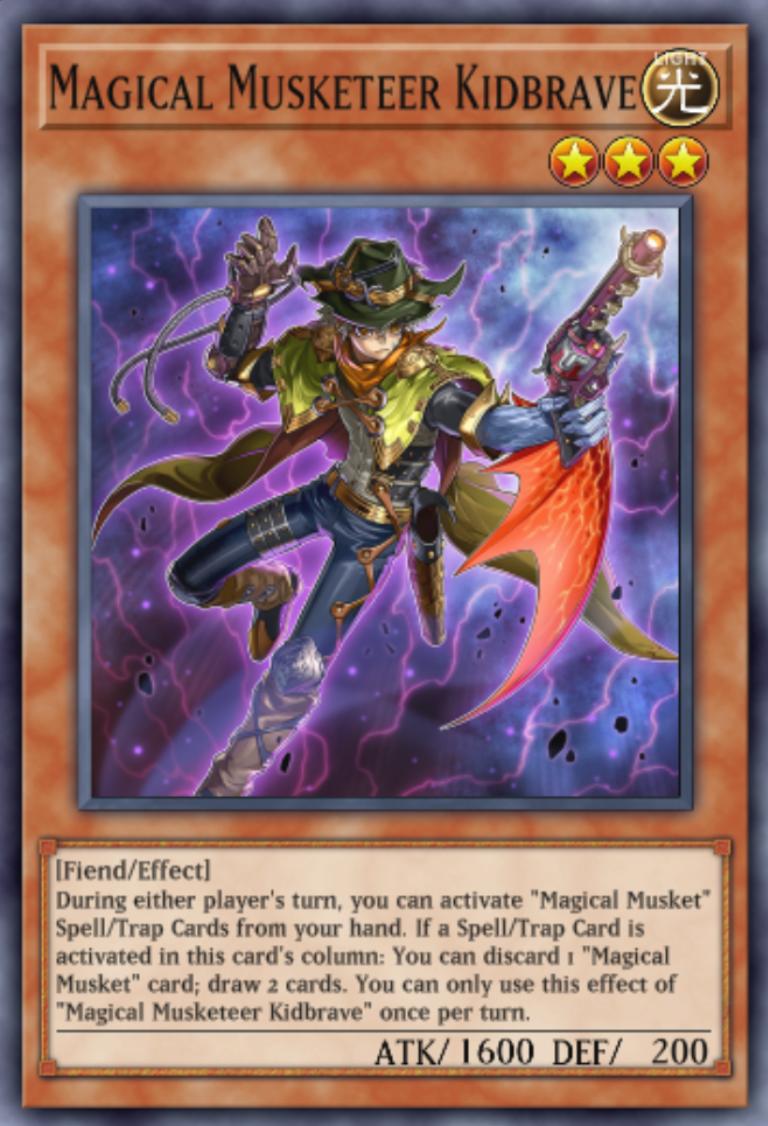 MAGICAL MUSKETEER KIDBRAVE
LIGHT
光
[Fiend/Effect]
During either player's turn, you can activate "Magical Musket"
Spell/Trap Cards from your hand. If a Spell/Trap Card is
activated in this card's column: You can discard 1 "Magical
Musket" card; draw 2 cards. You can only use this effect of
"Magical Musketeer Kidbrave" once per turn.
ATK/ 1600 DEF/ 200